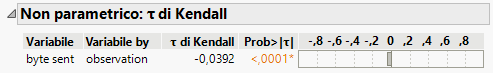 Non parametrico: τ di Kendall
Variabile Variabile by τ di Kendall Prob>|τ| -,8 -,6 -,4 -,2 0 ,2 ,4 ,6 ,8
byte sent observation -0,0392 <,0001*